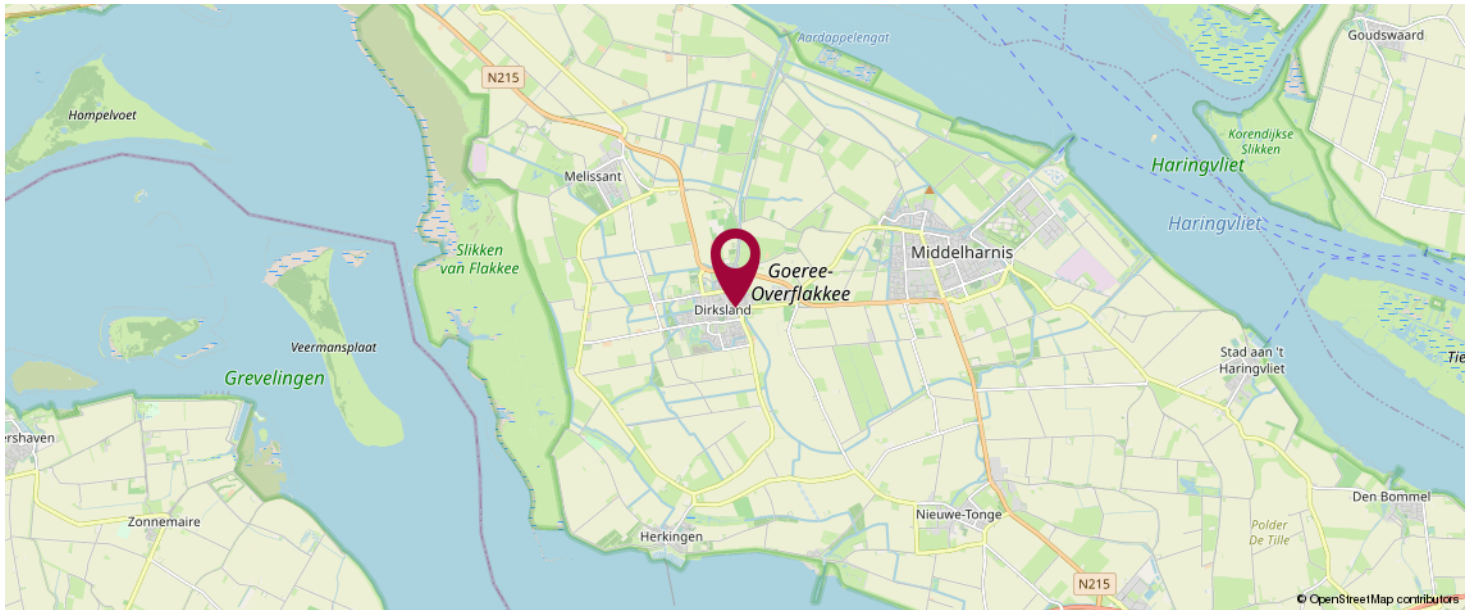 Goudswaard
Aardappelengat
N215
Hompelvoet
Korendijkse
Slikken
Haringvliet
Melissant
Haringvliet
Slikken
van Flakkee
Middelharnis
Goeree-
Overflakkee
Dirksland
Veermansplaat
Stad aan 't
Haringvliet
Tie
Grevelingen
ershaven
Den Bommel
Nieuwe-Tonge
Zonnemaire
Polder
De Tille
Herkingen
N215
© OpenStreetMap contributors